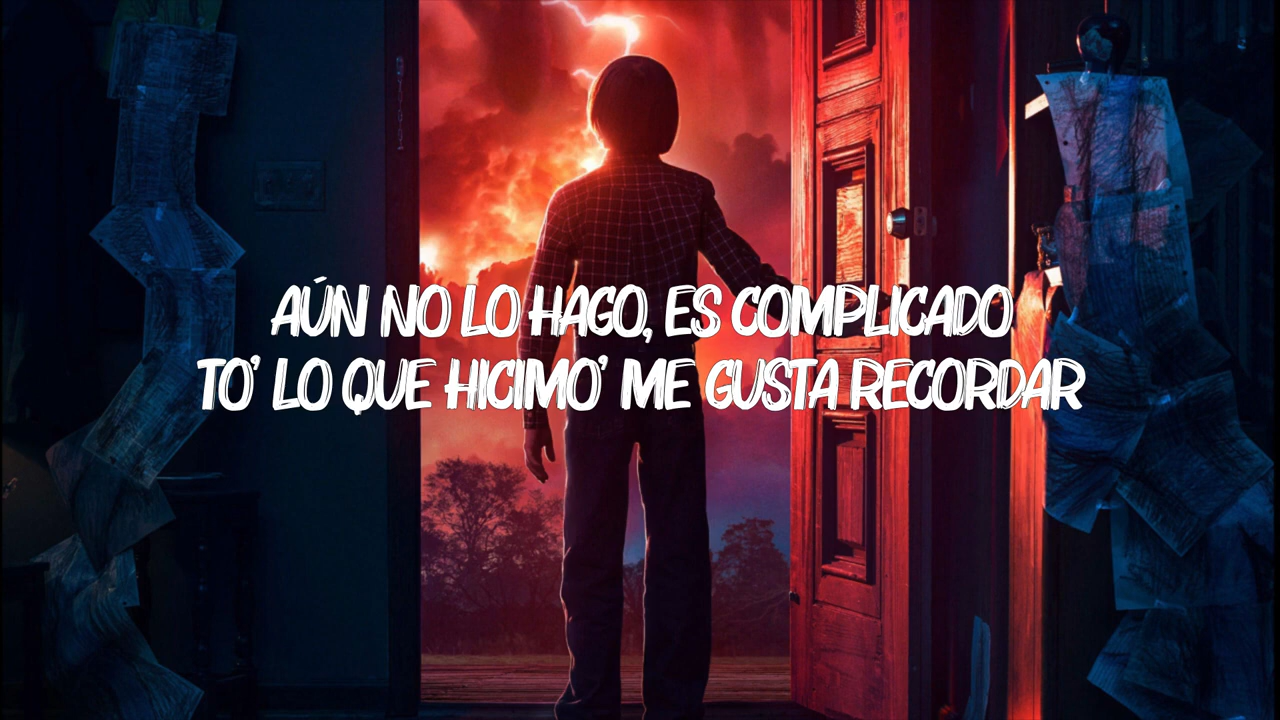 AÚN NO LO HAGO, ES COMPLICADO
TO' LO QUE HICIMO' ME GUSTA RECORDAR